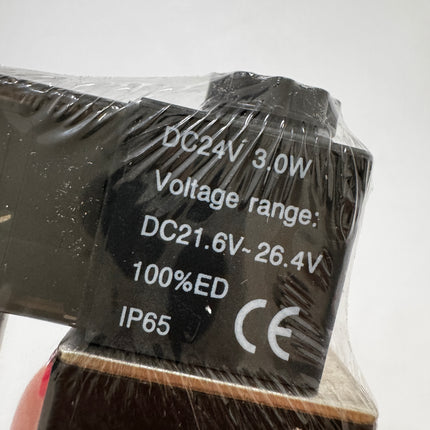 DC24V 3.0W
Voltage range:
DC21.6V~26.4V
100%ED
IP65
CE